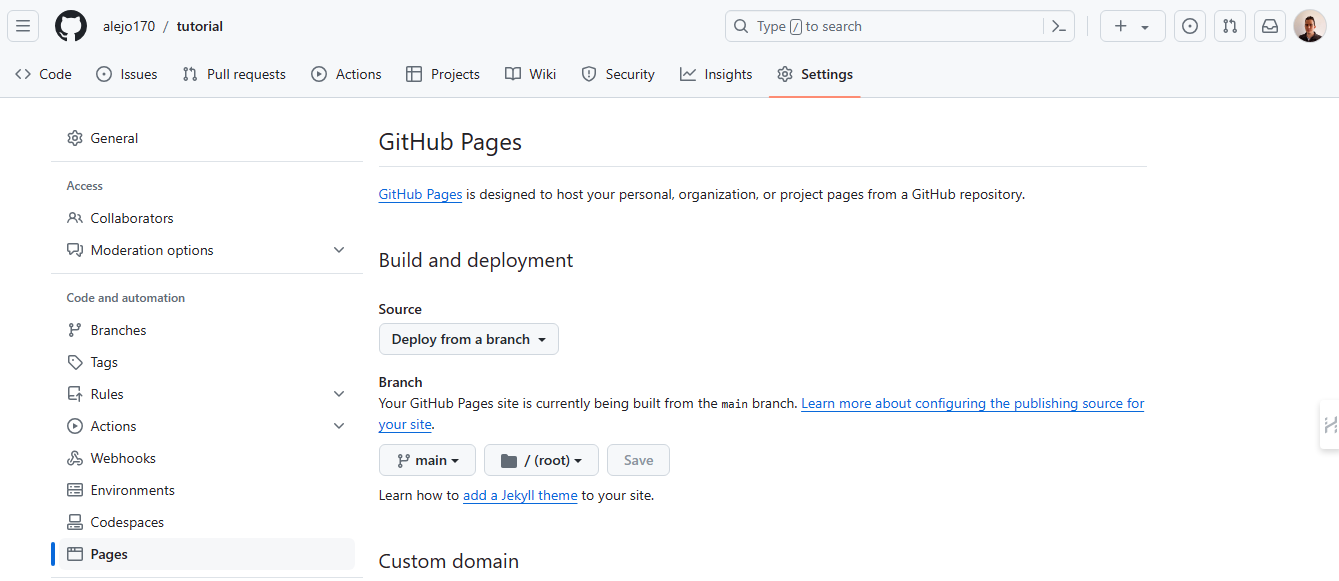 alejo170 / tutorial
Type / to search
Code Issues Pull requests Actions Projects Wiki Security Insights Settings
General
Access
Collaborators
Moderation options
Code and automation
Branches
Tags
Rules
Actions
Webhooks
Environments
Codespaces
Pages
GitHub Pages
GitHub Pages is designed to host your personal, organization, or project pages from a GitHub repository.
Build and deployment
Source
Deploy from a branch
Branch
Your GitHub Pages site is currently being built from the main branch. Learn more about configuring the publishing source for
your site.
main / (root) Save
Learn how to add a Jekyll theme to your site.
Custom domain